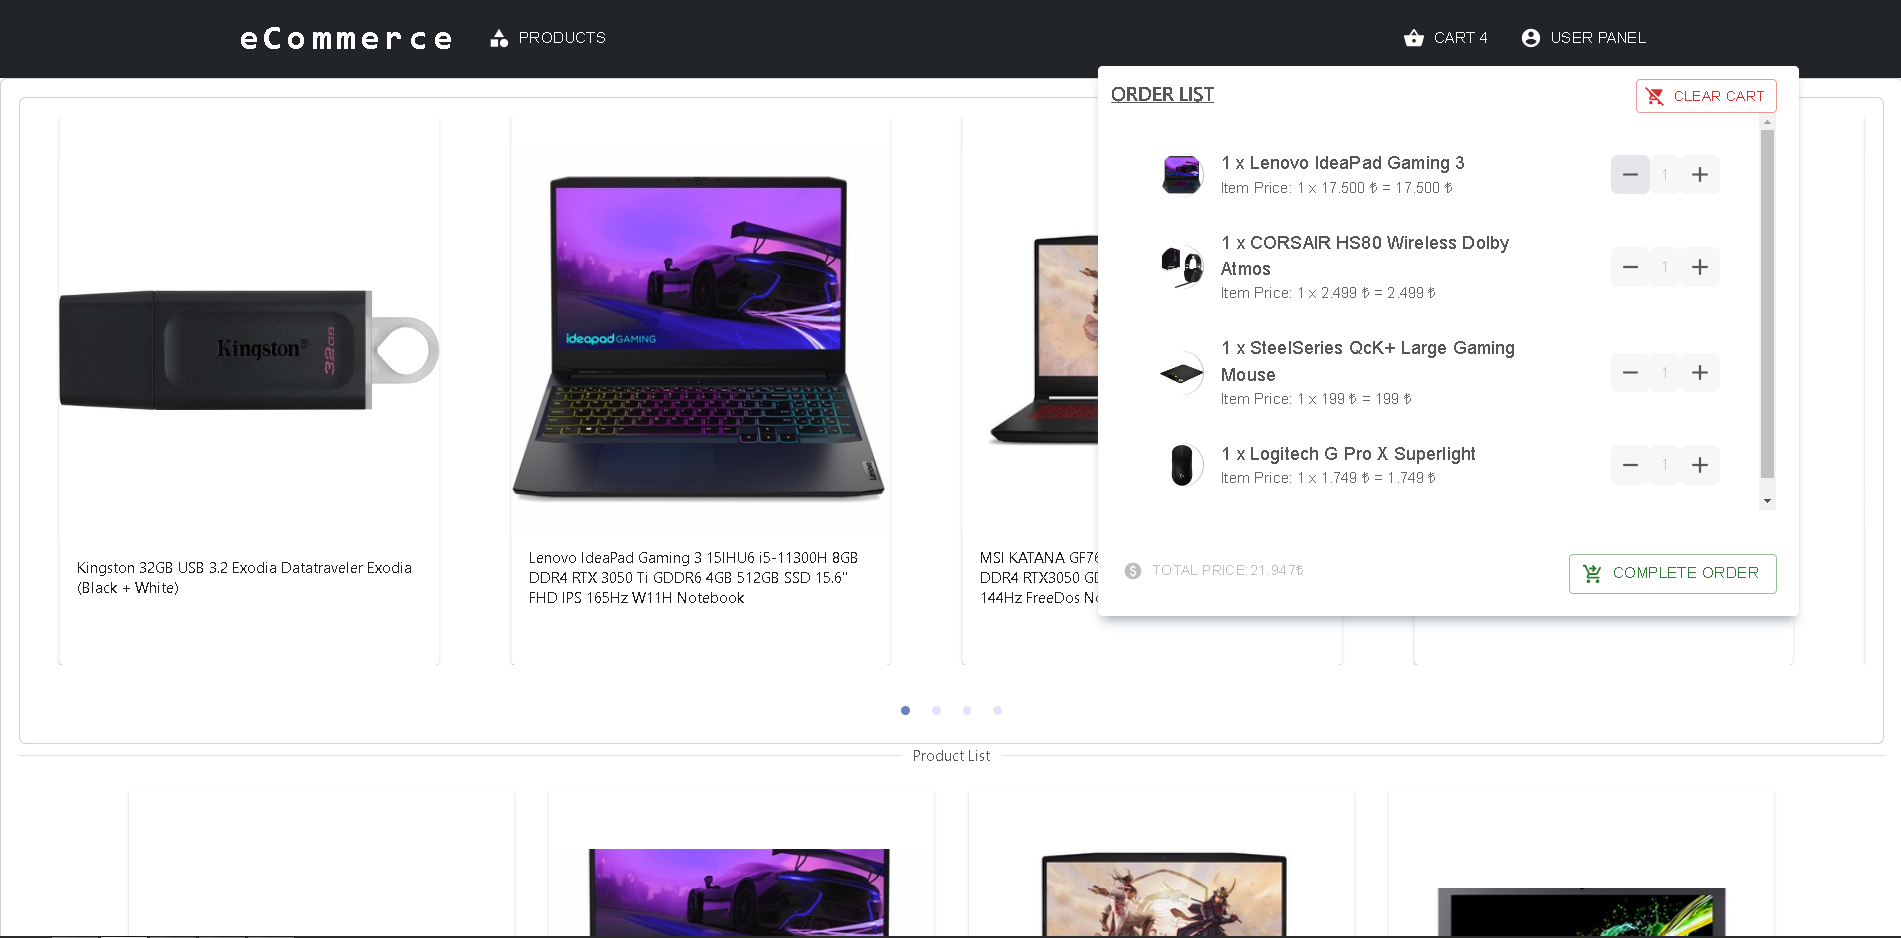 eCommerce
PRODUCTS
CART 4
USER PANEL
ORDER LIST
CLEAR CART
1 x Lenovo IdeaPad Gaming 3
Item Price: 1 x 17.500 ₺ = 17.500 ₺
1
1 x CORSAIR HS80 Wireless Dolby
Atmos
Item Price: 1 x 2.499 ₺ = 2.499 ₺
1
1 x SteelSeries QcK+ Large Gaming
Mouse
Item Price: 1 x 199 ₺ = 199 ₺
1
1 x Logitech G Pro X Superlight
Item Price: 1 x 1.749 ₺ = 1.749 ₺
1
TOTAL PRICE:21.947₺
COMPLETE ORDER
Kingston®
32GB
ideapad GAMING
Lenovo
Kingston 32GB USB 3.2 Exodia Datatraveler Exodia
(Black + White)
Lenovo IdeaPad Gaming 3 15IHU6 i5-11300H 8GB
DDR4 RTX 3050 Ti GDDR6 4GB 512GB SSD 15.6"
FHD IPS 165Hz W11H Notebook
MSI KATANA GF76
DDR4 RTX3050
144Hz FreeDos
Product List